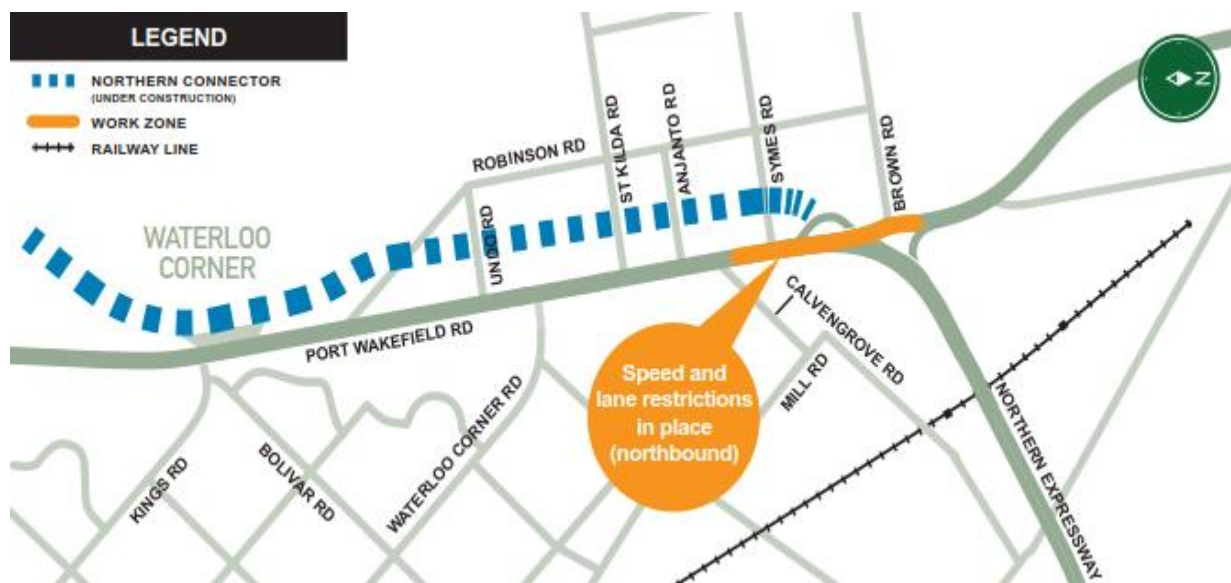 LEGEND
NORTHERN CONNECTOR
(UNDER CONSTRUCTION)
WORK ZONE
RAILWAY LINE
N
ROBINSON RD
ST KILDA RD
ANJANTO RD
SYMES RD
BROWN RD
UNDO RD
WATERLOO
CORNER
PORT WAKEFIELD RD
CALVENGROVE RD
MILL RD
Speed and
lane restrictions
in place
(northbound)
KINGS RD
BOLIVAR RD
WATERLOO CORNER RD
NORTHERN EXPRESSWAY